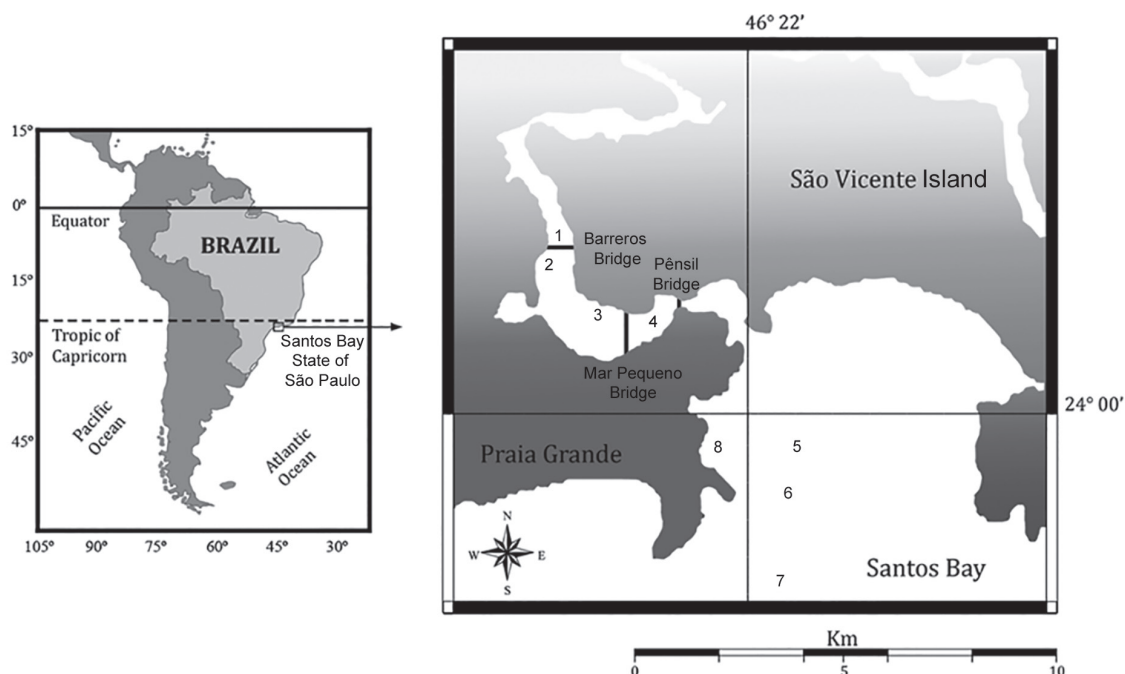 15°
0°
15°
30°
45°
105°
90°
75°
60°
45°
30°
Equator
BRAZIL
Tropic of
Capricorn
Santos Bay
State of
São Paulo
Pacific
Ocean
Atlantic
Ocean
46° 22’
24° 00’
São Vicente Island
1
Barreros
Bridge
2
Pênsil
Bridge
3
4
Mar Pequeno
Bridge
Praia Grande
8
5
6
7
Santos Bay
N
W
E
S
Km
0
5
10